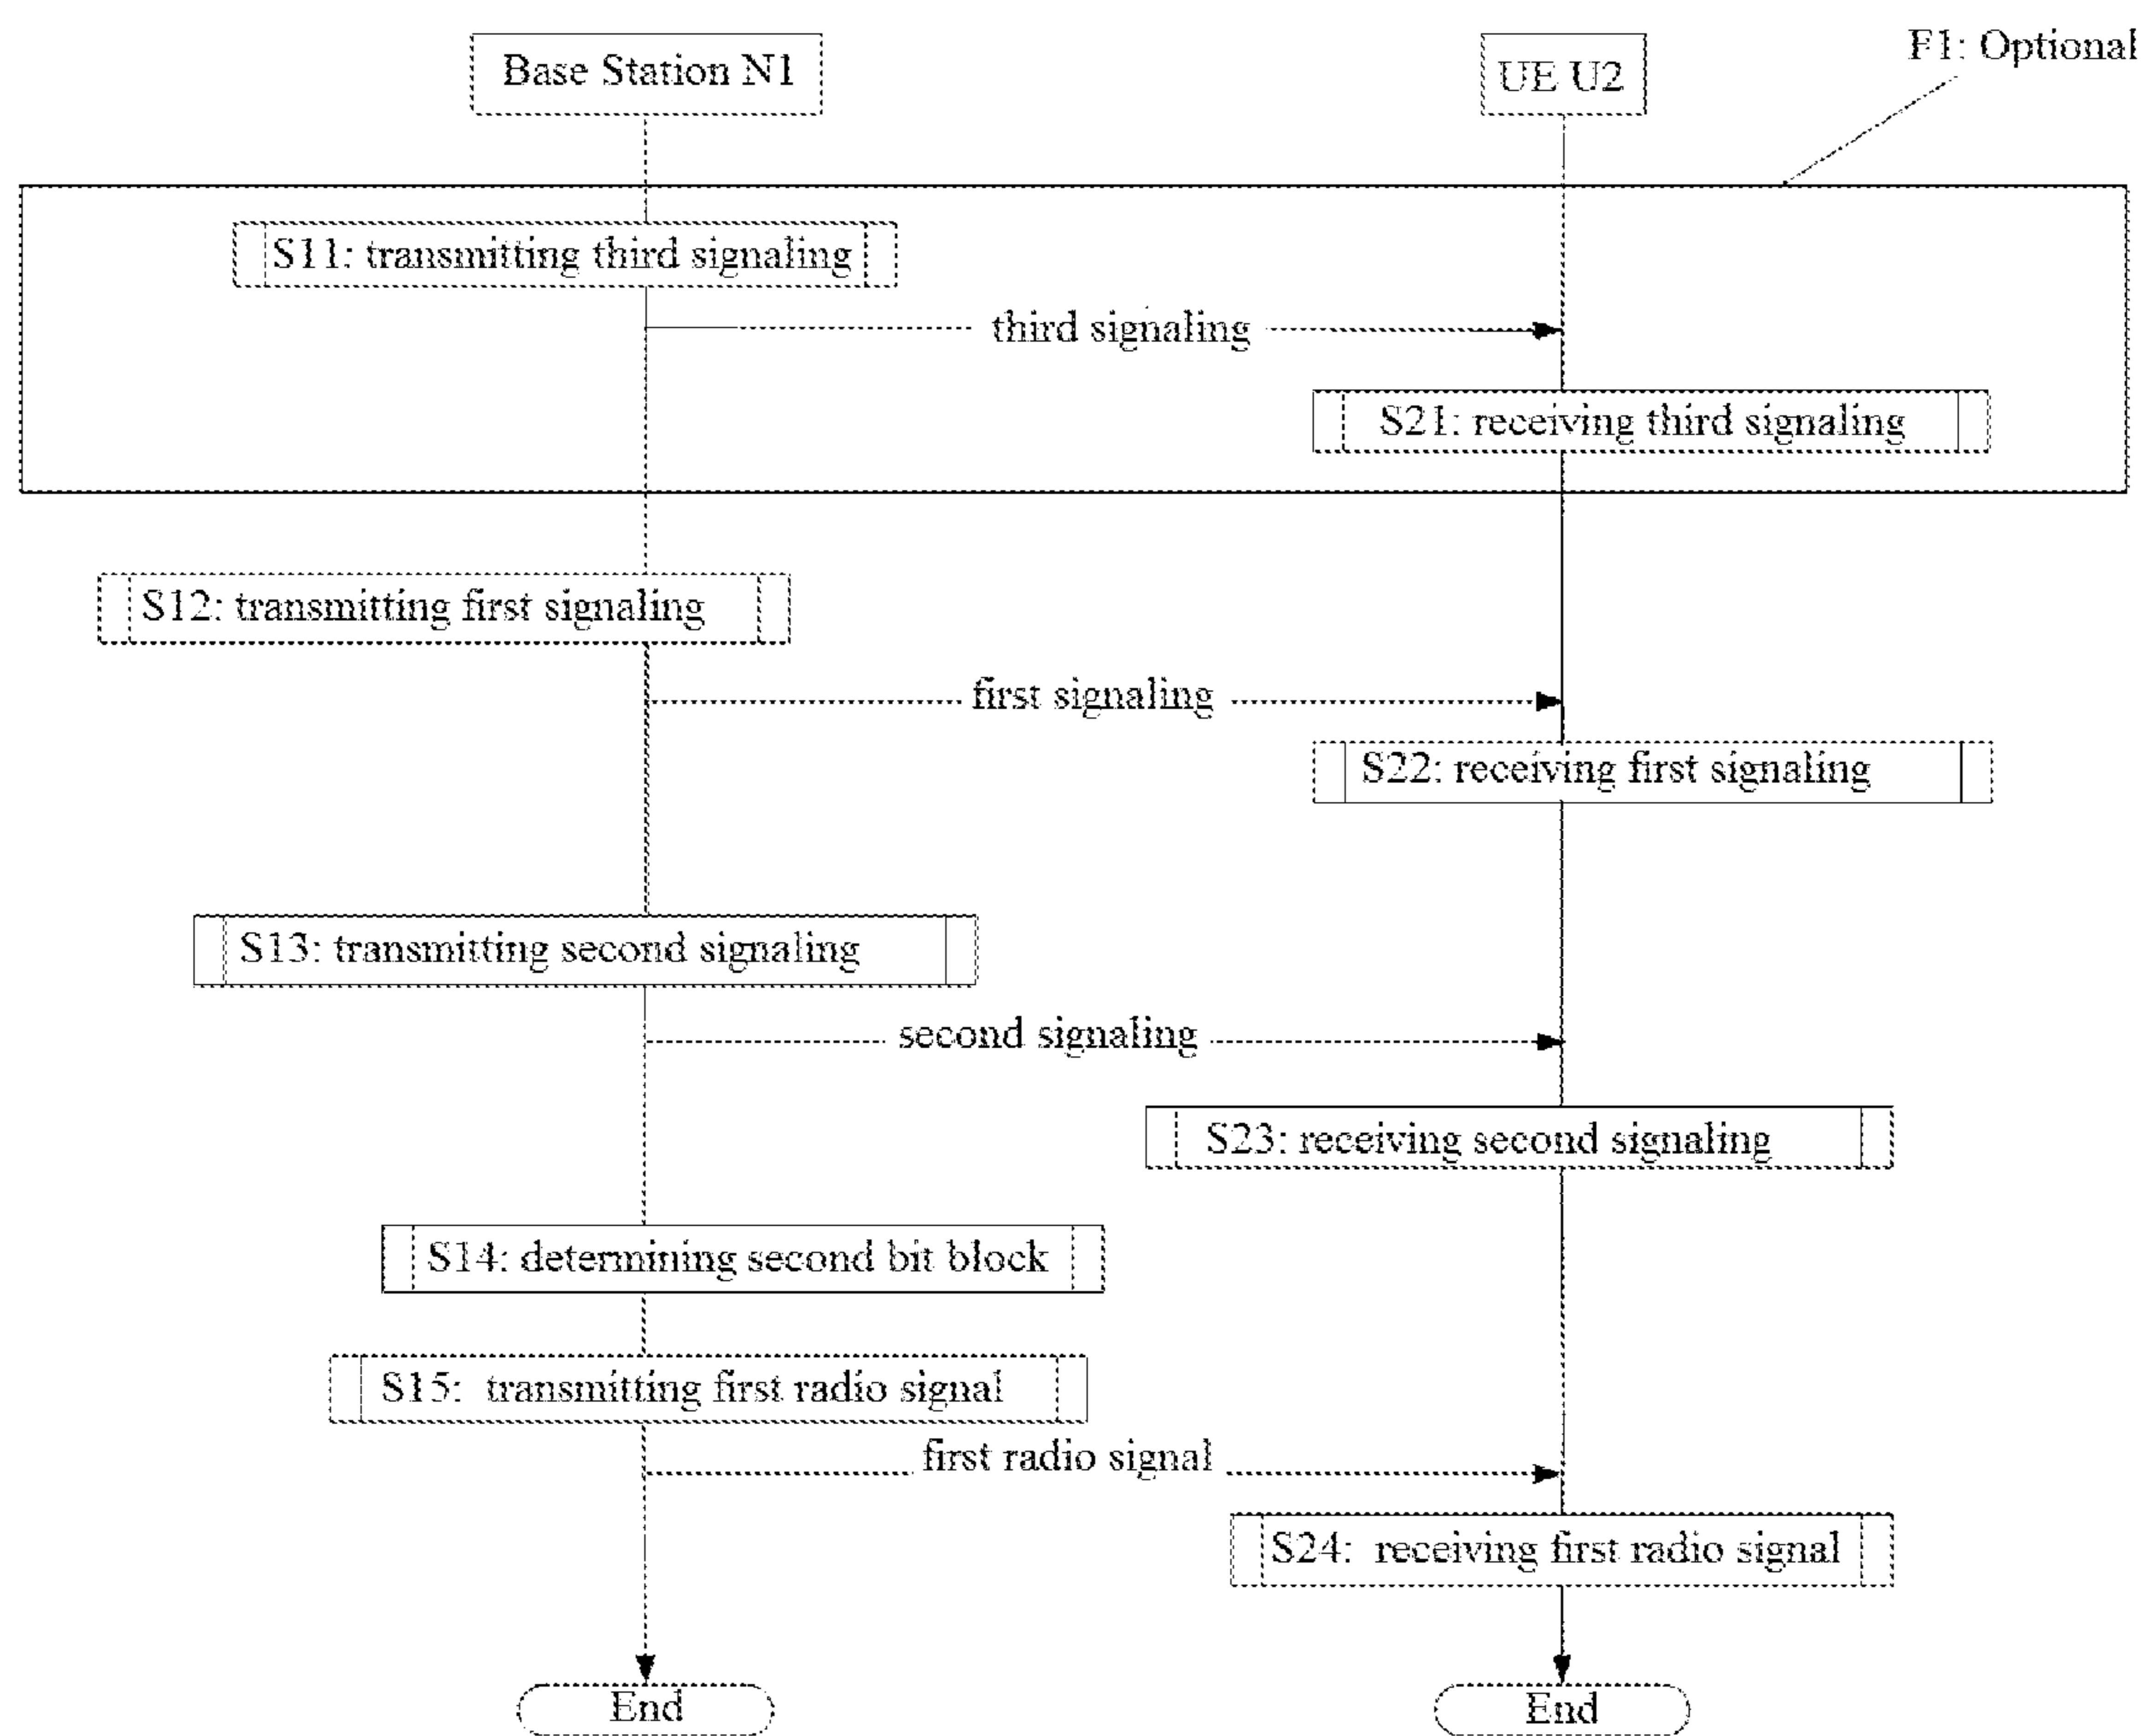 Base Station N1
UE U2
F1: Optional
S11: transmitting third signaling
third signaling
S21: receiving third signaling
S12: transmitting first signaling
first signaling
S22: receiving first signaling
S13: transmitting second signaling
second signaling
S23: receiving second signaling
S14: determining second bit block
S15: transmitting first radio signal
first radio signal
S24: receiving first radio signal
End
End